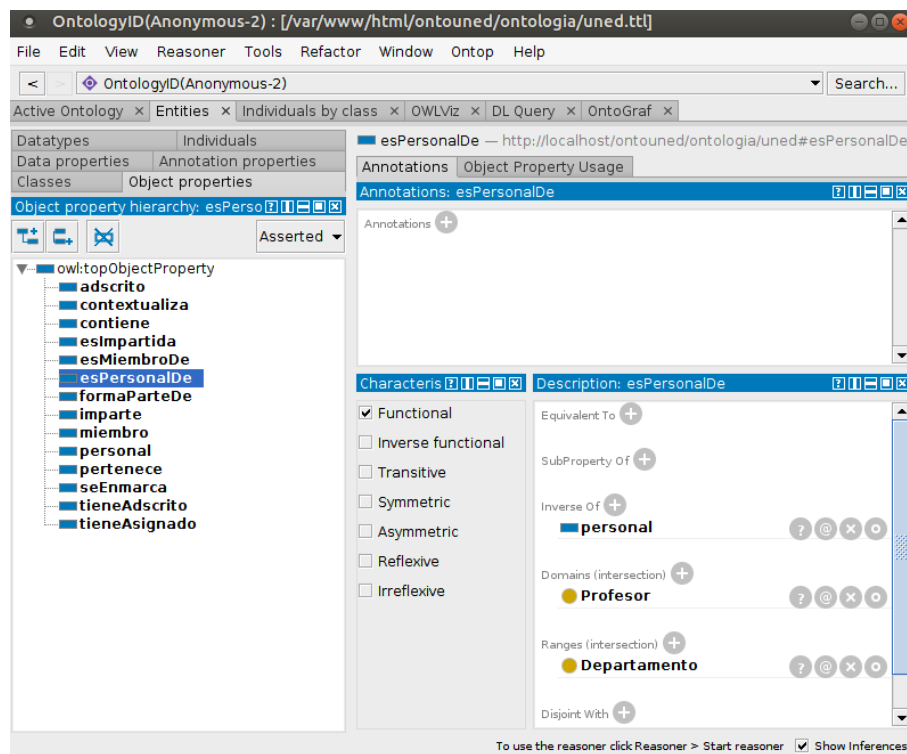 OntologyID(Anonymous-2) : [/var/www/html/ontouned/ontologia/uned.ttl]
File Edit View Reasoner Tools Refactor Window Ontop Help
< > OntologyID(Anonymous-2) Search...
Active Ontology × Entities × Individuals by class × OWLViz × DL Query × OntoGraf ×
Datatypes Individuals
Data properties Annotation properties
Classes Object properties
Object property hierarchy: esPerso
Asserted
owl:topObjectProperty
adscrito
contextualiza
contiene
esImpartida
esMiembroDe
esPersonalDe
formaParteDe
imparte
miembro
personal
pertenece
seEnmarca
tieneAdscrito
tieneAsignado
esPersonalDe — http://localhost/ontouned/ontologia/uned#esPersonalDe
Annotations Object Property Usage
Annotations: esPersonalDe
Annotations
Characteris
Functional
Inverse functional
Transitive
Symmetric
Asymmetric
Reflexive
Irreflexive
Description: esPersonalDe
Equivalent To
SubProperty Of
Inverse Of
personal
Domains (intersection)
Profesor
Ranges (intersection)
Departamento
Disjoint With
To use the reasoner click Reasoner > Start reasoner Show Inferences